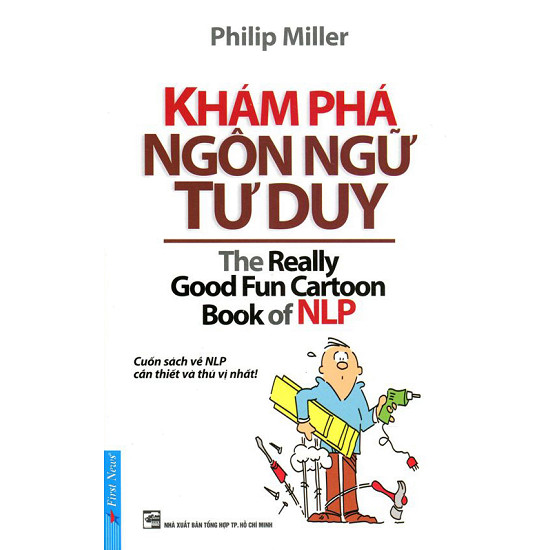 Philip Miller
KHÁM PHÁ
NGÔN NGỮ
TƯ DUY
The Really
Good Fun Cartoon
Book of NLP
Cuốn sách về NLP
cần thiết và thú vị nhất!
First News
NHÀ XUẤT BẢN TỔNG HỢP TP. HỒ CHÍ MINH